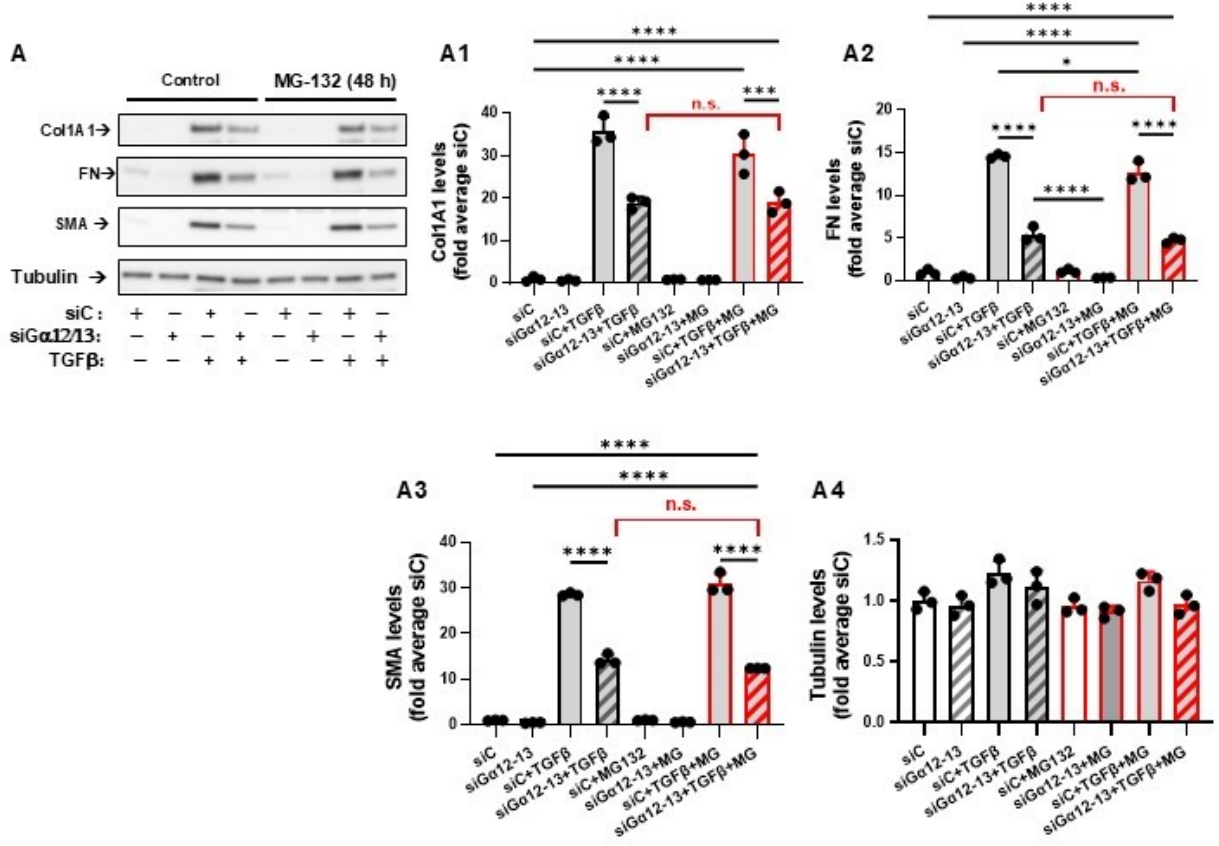 A
Control
MG-132 (48 h)
Col1A1→
FN→
SMA →
Tubulin →
siC : + − + − + − + −
siGα12/13: − + − + − + − +
TGFβ: − − + + − − + +
A1
****
****
**** n.s. ***
Col1A1 levels
(fold average siC)
40
30
20
10
0
siC
siGα12-13
siC+TGFβ
siGα12-13+TGFβ
siC+MG132
siGα12-13+MG
siC+TGFβ+MG
siGα12-13+TGFβ+MG
A2
****
****
*
n.s.
**** ****
****
FN levels
(fold average siC)
20
15
10
5
0
siC
siGα12-13
siC+TGFβ
siGα12-13+TGFβ
siC+MG132
siGα12-13+MG
siC+TGFβ+MG
siGα12-13+TGFβ+MG
A3
****
****
n.s.
**** ****
SMA levels
(fold average siC)
40
30
20
10
0
siC
siGα12-13
siC+TGFβ
siGα12-13+TGFβ
siC+MG132
siGα12-13+MG
siC+TGFβ+MG
siGα12-13+TGFβ+MG
A4
Tubulin levels
(fold average siC)
1.5
1.0
0.5
0.0
siC
siGα12-13
siC+TGFβ
siGα12-13+TGFβ
siC+MG132
siGα12-13+MG
siC+TGFβ+MG
siGα12-13+TGFβ+MG